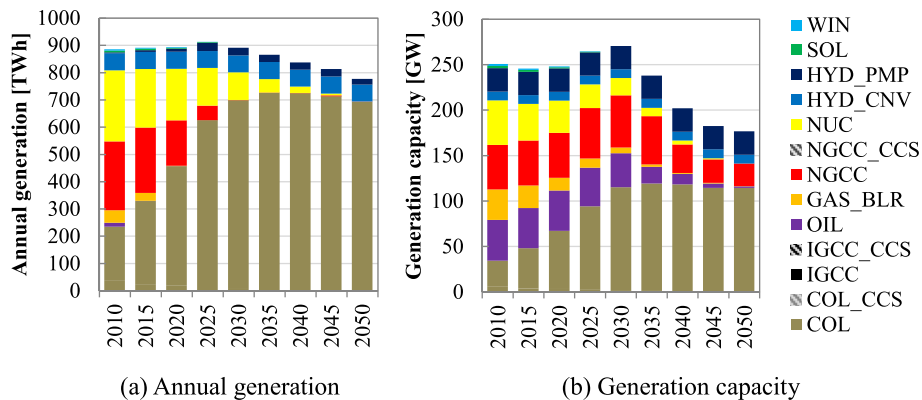 Annual generation [TWh]
1000
900
800
700
600
500
400
300
200
100
0
2010 2015 2020 2025 2030 2035 2040 2045 2050
(a) Annual generation
Generation capacity [GW]
300
250
200
150
100
50
0
2010 2015 2020 2025 2030 2035 2040 2045 2050
(b) Generation capacity
WIN
SOL
HYD_PMP
HYD_CNV
NUC
NGCC_CCS
NGCC
GAS_BLR
OIL
IGCC_CCS
IGCC
COL_CCS
COL